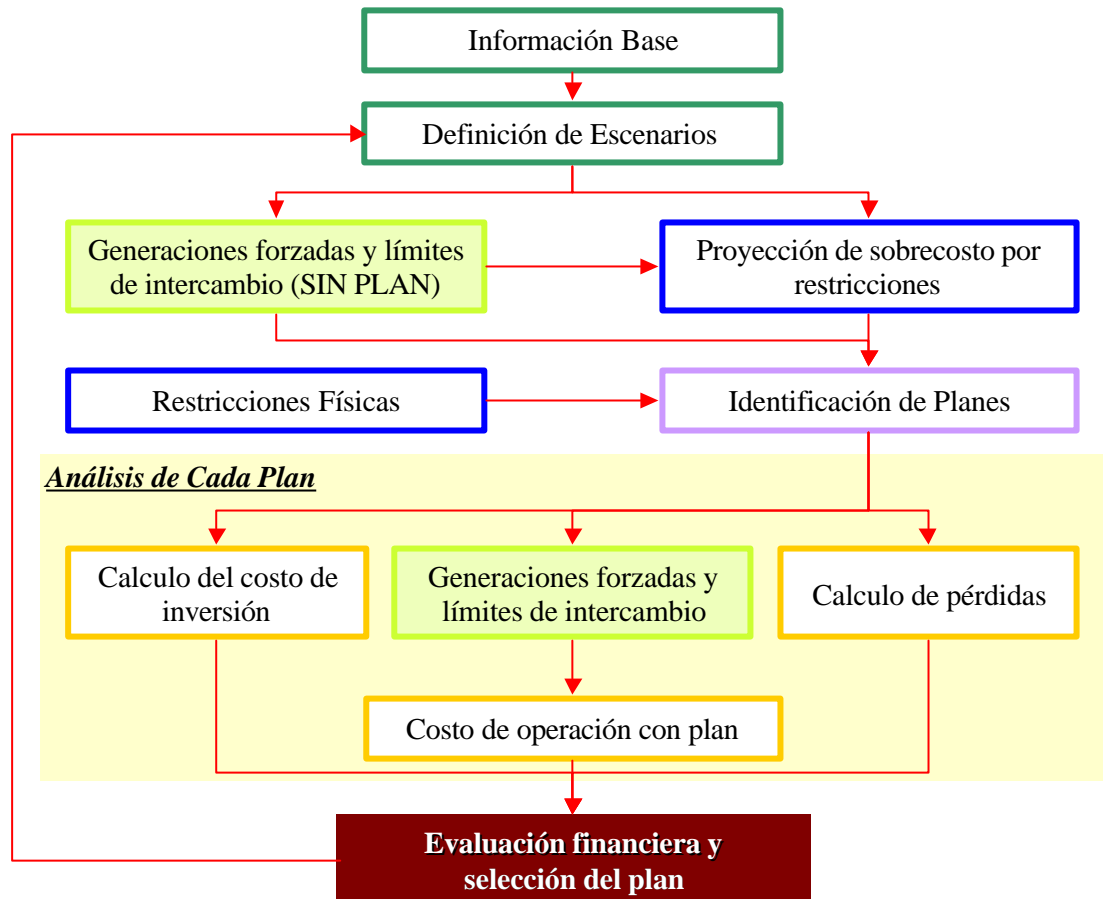 Información Base
Definición de Escenarios
Generaciones forzadas y límites
de intercambio (SIN PLAN)
Proyección de sobrecosto por
restricciones
Restricciones Físicas
Identificación de Planes
Análisis de Cada Plan
Calculo del costo de
inversión
Generaciones forzadas y
límites de intercambio
Calculo de pérdidas
Costo de operación con plan
Evaluación financiera y
selección del plan